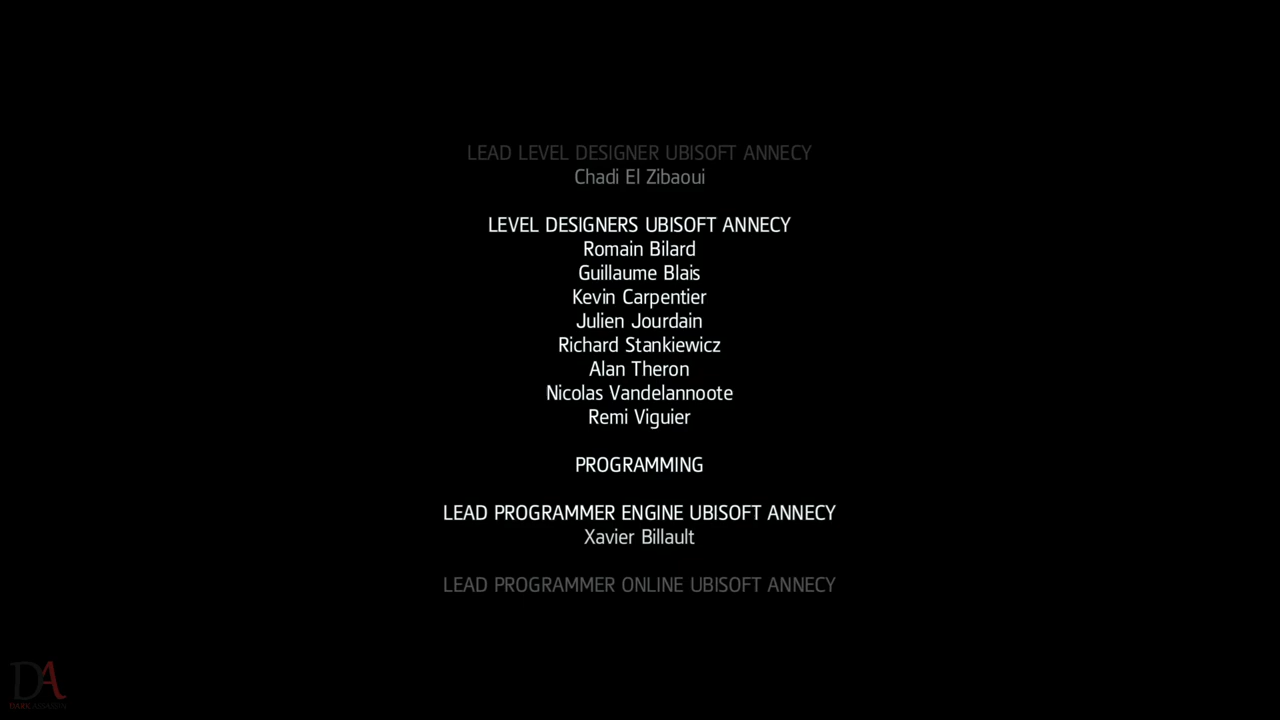 LEAD LEVEL DESIGNER UBISOFT ANNECY
Chadi El Zibaoui
LEVEL DESIGNERS UBISOFT ANNECY
Romain Bilard
Guillaume Blais
Kevin Carpentier
Julien Jourdain
Richard Stankiewicz
Alan Theron
Nicolas Vandelannoote
Remi Viguier
PROGRAMMING
LEAD PROGRAMMER ENGINE UBISOFT ANNECY
Xavier Billault
LEAD PROGRAMMER ONLINE UBISOFT ANNECY
DA
DARK